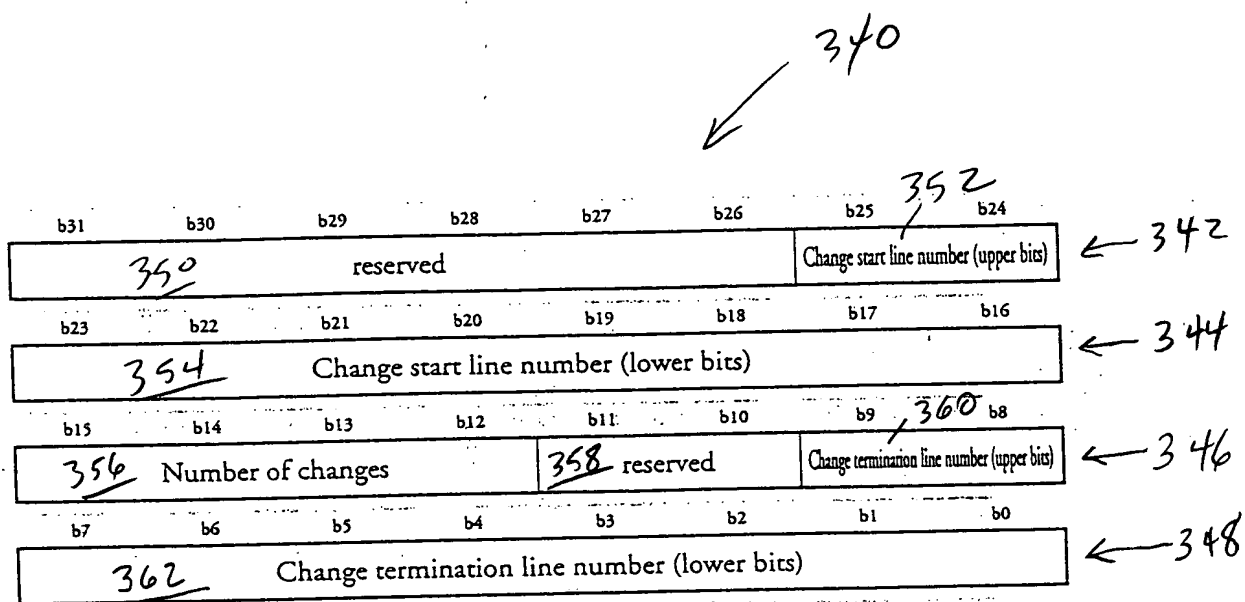 340
352
b31 b30 b29 b28 b27 b26 b25 b24
350 reserved Change start line number (upper bits) 342
b23 b22 b21 b20 b19 b18 b17 b16
354 Change start line number (lower bits) 344
b15 b14 b13 b12 b11 b10 b9 360 b8
356 Number of changes 358 reserved Change termination line number (upper bits) 346
b7 b6 b5 b4 b3 b2 b1 b0
362 Change termination line number (lower bits) 348